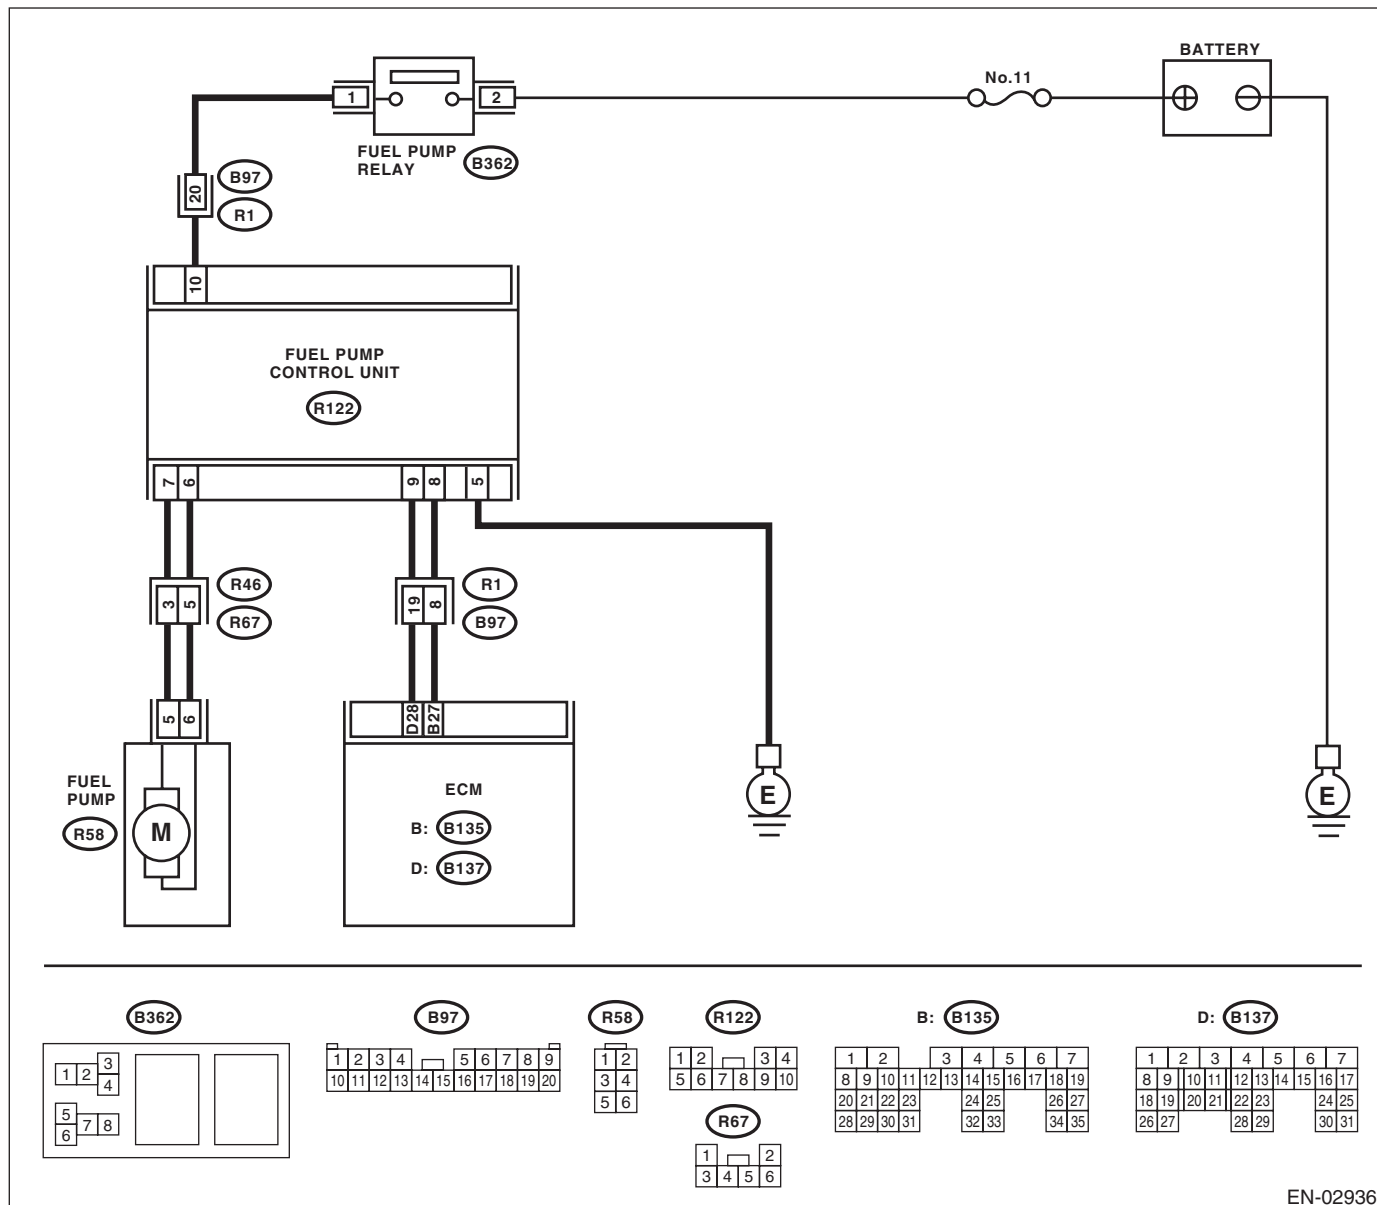 BATTERY
No.11
1
2
FUEL PUMP
RELAY
B362
20
B97
R1
10
FUEL PUMP
CONTROL UNIT
R122
7 6 9 8 5
R46
R67
3 5
19 8
R1
B97
5 6
D28 B27
FUEL
PUMP
R58
M
ECM
B: B135
D: B137
E
E
B362
1 2 3
4
5
6 7 8
B97
1 2 3 4 5 6 7 8 9
10 11 12 13 14 15 16 17 18 19 20
R58
1 2
3 4
5 6
R122
1 2 3 4
5 6 7 8 9 10
R67
1 2
3 4 5 6
B: B135
1 2 3 4 5 6 7
8 9 10 11 12 13 14 15 16 17 18 19
20 21 22 23 24 25 26 27
28 29 30 31 32 33 34 35
D: B137
1 2 3 4 5 6 7
8 9 10 11 12 13 14 15 16 17
18 19 20 21 22 23 24 25
26 27 28 29 30 31
EN-02936